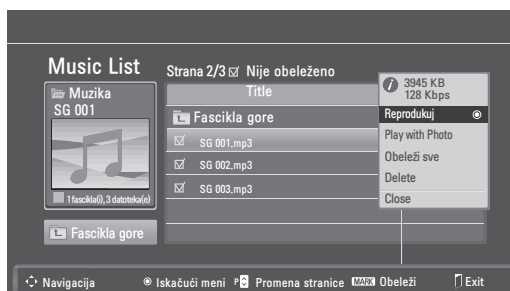 Music List
Strana 2/3 ☑ Nije obeleženo
Muzika
SG 001
1 fascikla(i), 3 datoteka(e)
Fascikla gore
Title
Fascikla gore
SG 001.mp3
SG 002.mp3
SG 003.mp3
3945 KB
128 Kbps
Reprodukuj
Play with Photo
Obeleži sve
Delete
Close
Navigacija Iskačući meni P Promena stranice MARK Obeleži Exit